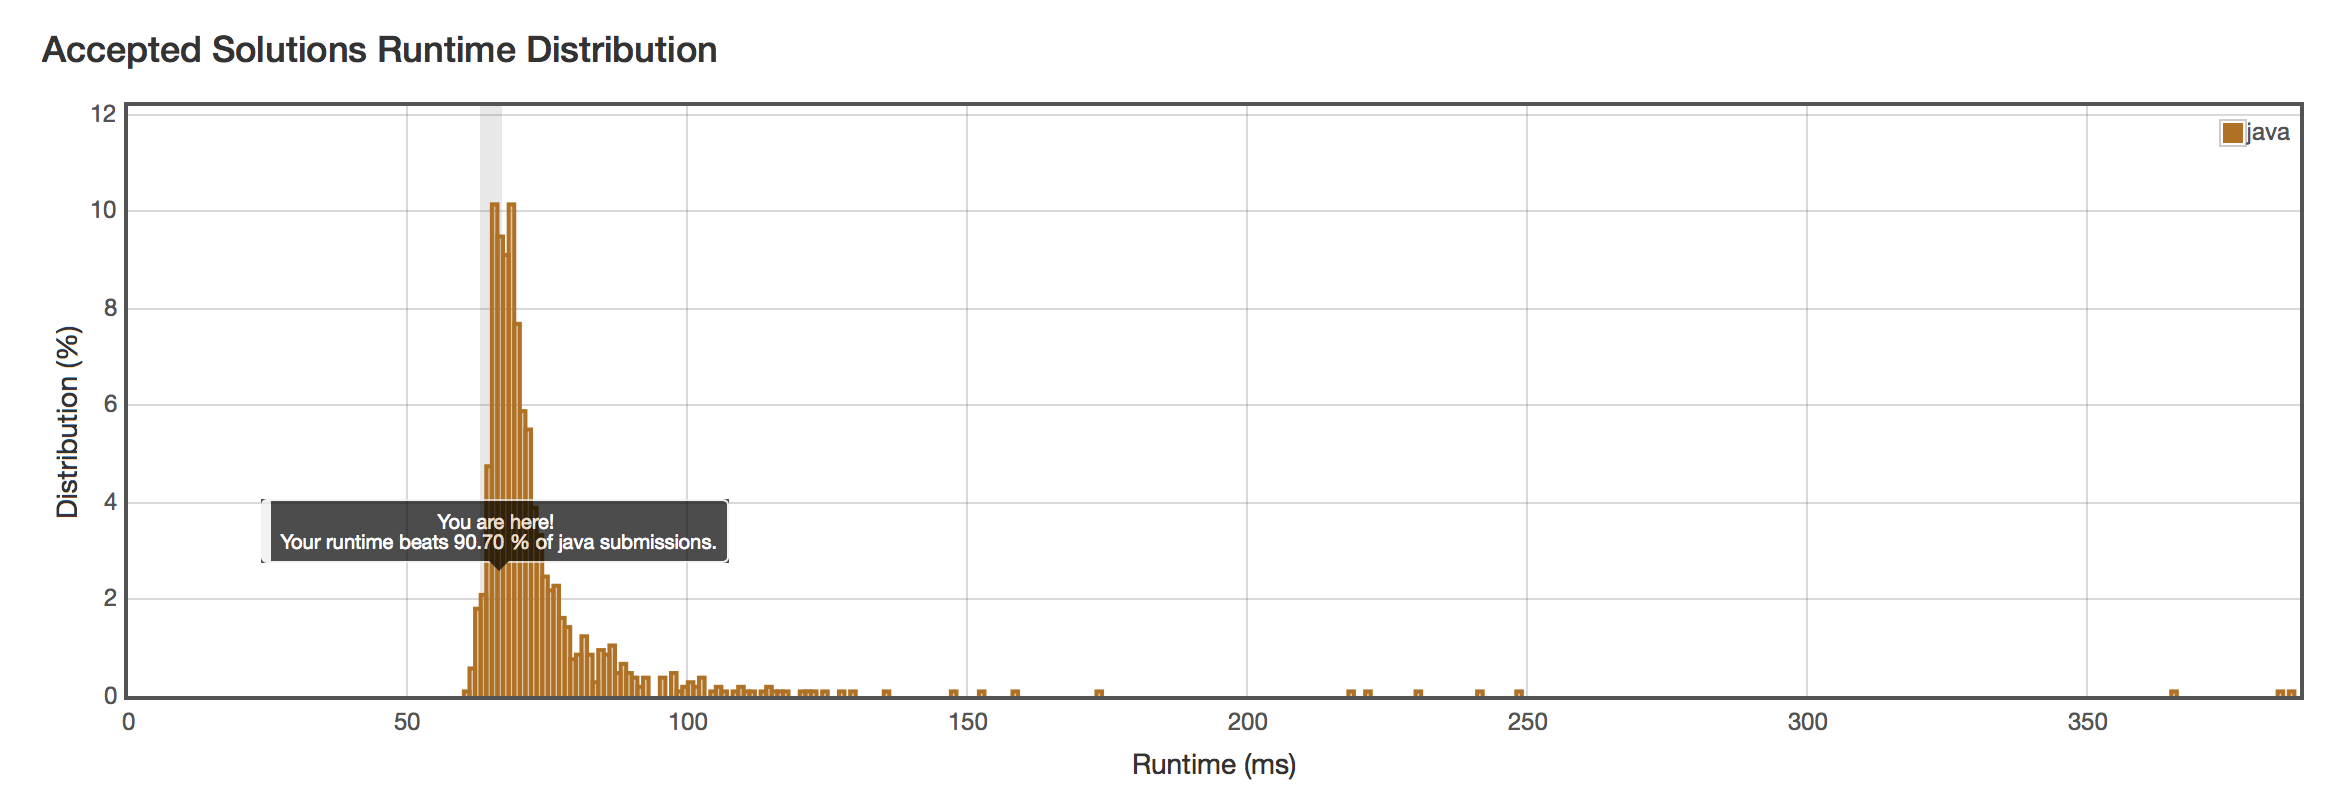 Accepted Solutions Runtime Distribution
12
java
10
8
6
4
2
0
Distribution (%)
You are here!
Your runtime beats 90.70 % of java submissions.
0 50 100 150 200 250 300 350
Runtime (ms)